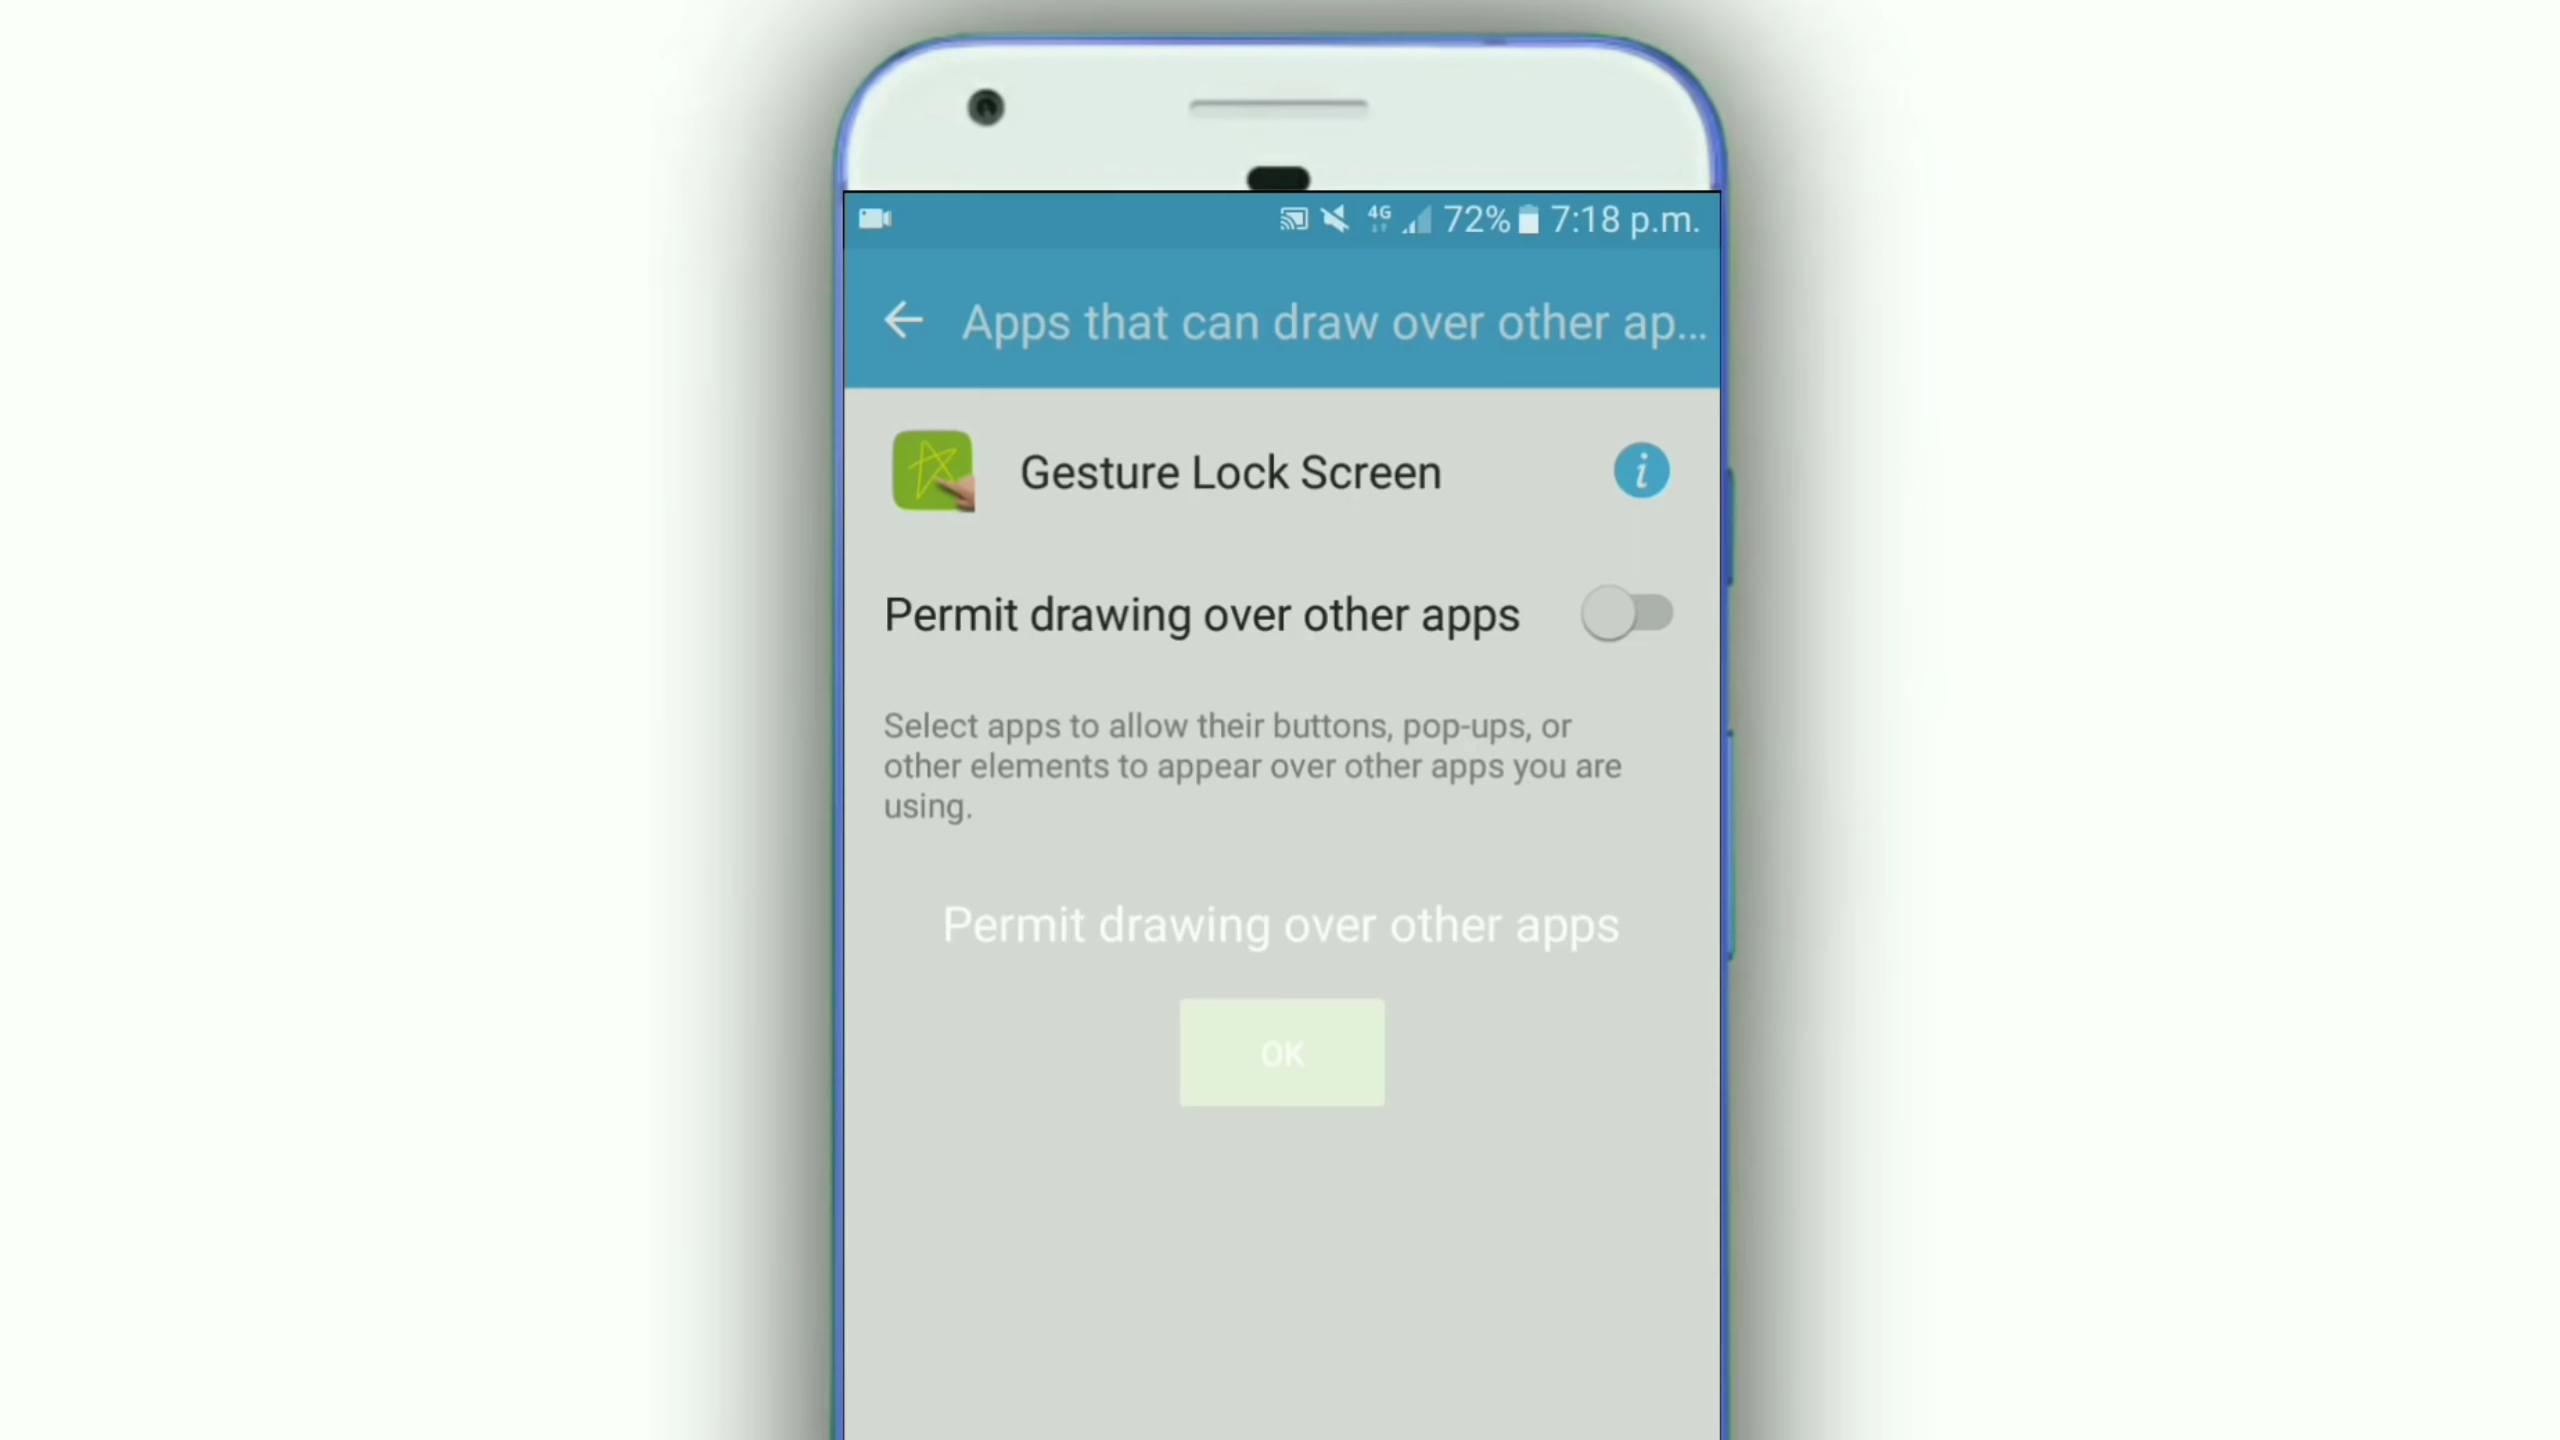 4G 72% 7:18 p.m.
Apps that can draw over other ap...
Gesture Lock Screen
Permit drawing over other apps
Select apps to allow their buttons, pop-ups, or
other elements to appear over other apps you are
using.
Permit drawing over other apps
OK